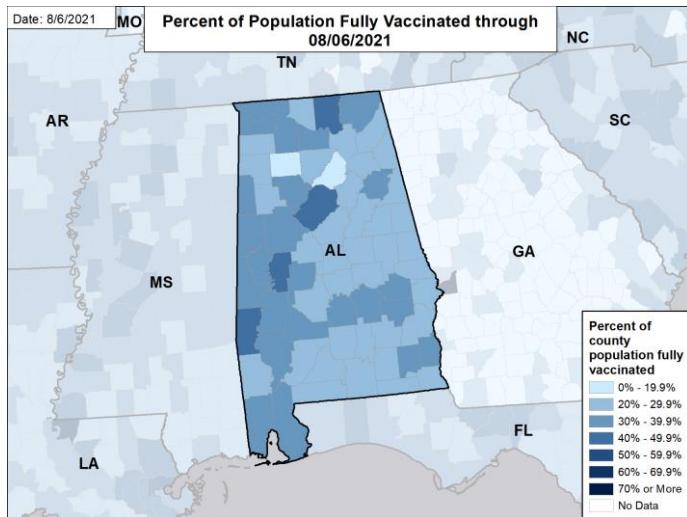 Date: 8/6/2021
Percent of Population Fully Vaccinated through
08/06/2021
MO
NC
TN
AR
SC
AL
GA
MS
LA
FL
Percent of
county
population fully
vaccinated
0% - 19.9%
20% - 29.9%
30% - 39.9%
40% - 49.9%
50% - 59.9%
60% - 69.9%
70% or More
No Data